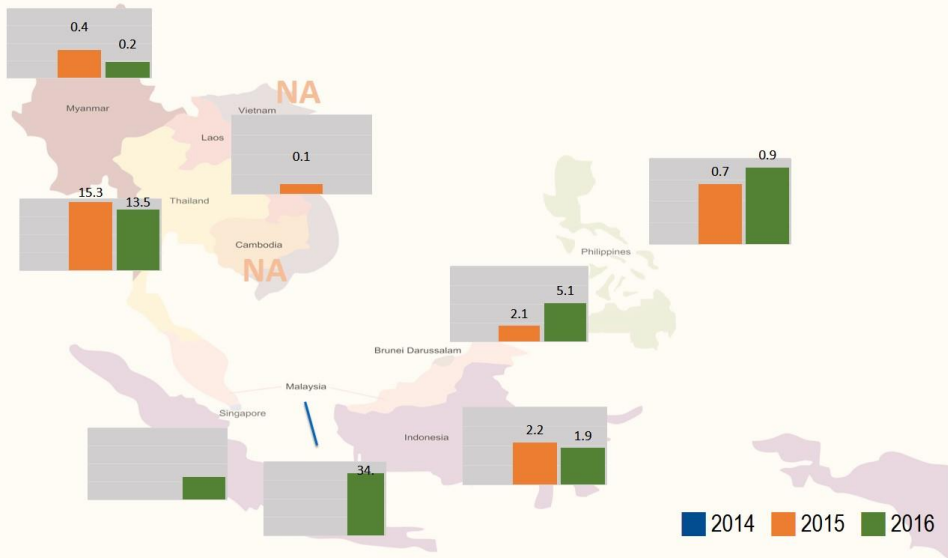 0.4
0.2
NA
Myanmar
Vietnam
Laos
0.1
0.7
0.9
15.3
13.5
Thailand
Cambodia
NA
Philippines
2.1
5.1
Brunei Darussalam
Malaysia
Singapore
Indonesia
2.2
1.9
34.
2014
2015
2016